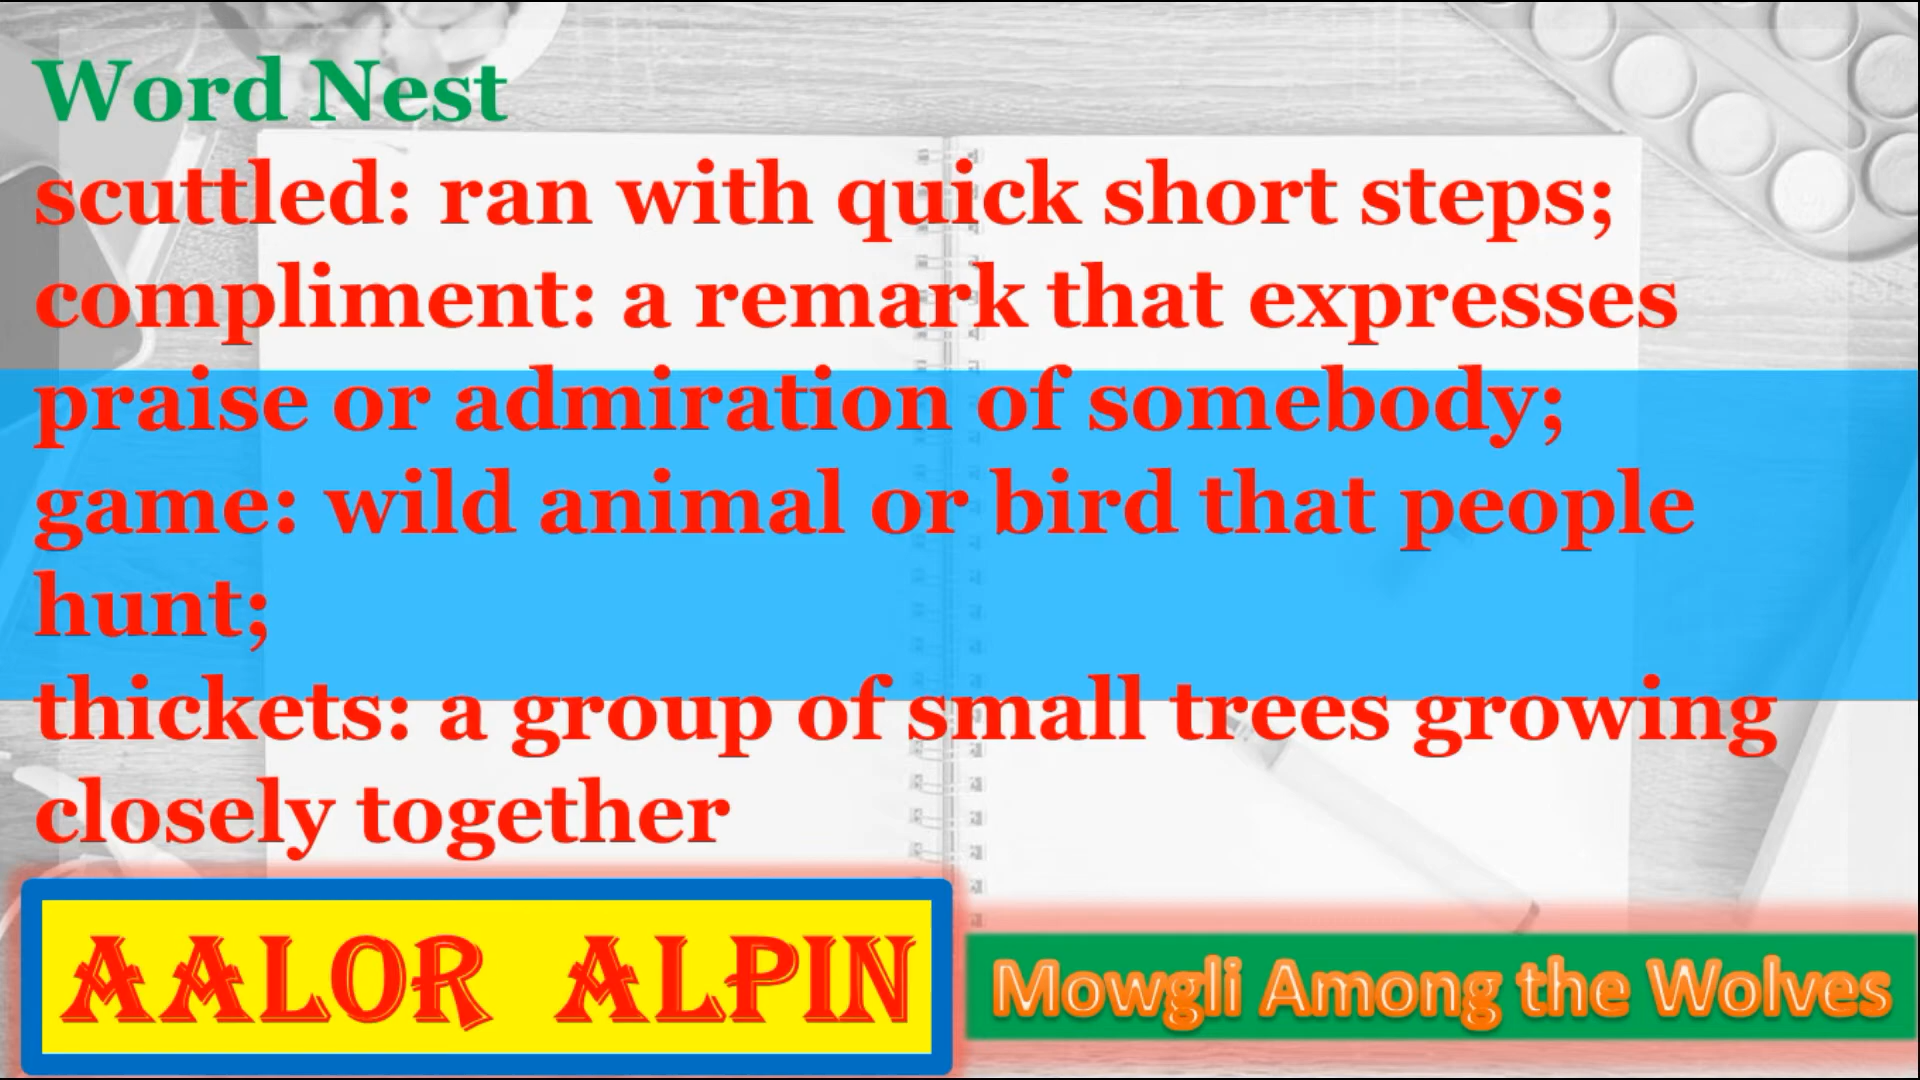 Word Nest
scuttled: ran with quick short steps;
compliment: a remark that expresses
praise or admiration of somebody;
game: wild animal or bird that people
hunt;
thickets: a group of small trees growing
closely together
AALOR ALPIN
Mowgli Among the Wolves